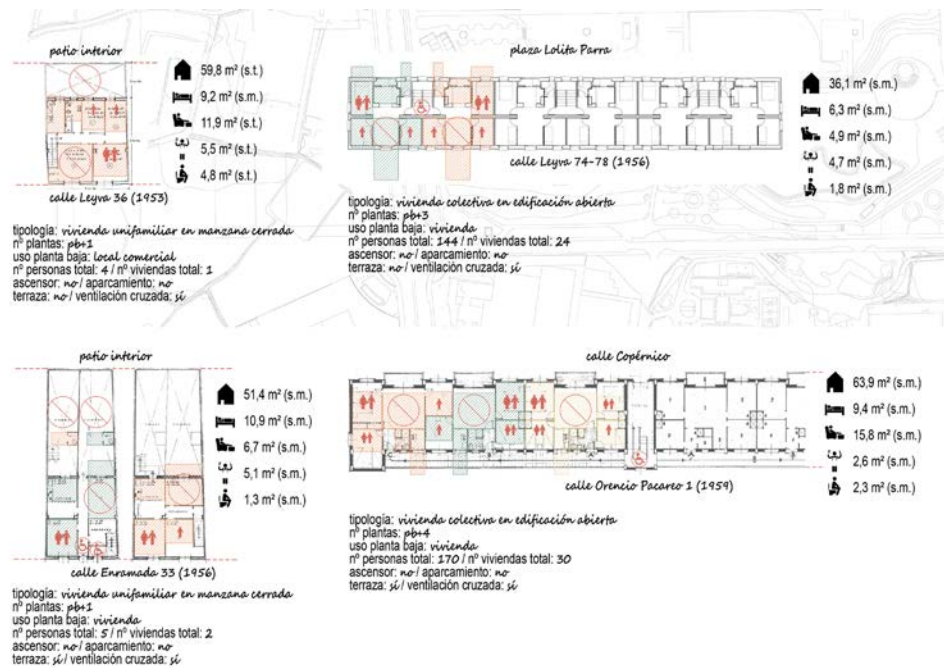 patio interior
59,8 m² (s.t.)
9,2 m² (s.m.)
11,9 m² (s.t.)
5,5 m² (s.t.)
4,8 m² (s.t.)
calle Leyva 36 (1953)
tipología: vivienda unifamiliar en manzana cerrada
nº plantas: pb+1
uso planta baja: local comercial
nº personas total: 4 / nº viviendas total: 1
ascensor: no / aparcamiento: no
terraza: no / ventilación cruzada: sí
plaza Lolita Parra
36,1 m² (s.m.)
6,3 m² (s.m.)
4,9 m² (s.m.)
4,7 m² (s.m.)
1,8 m² (s.m.)
calle Leyva 74-78 (1956)
tipología: vivienda colectiva en edificación abierta
nº plantas: pb+3
uso planta baja: vivienda
nº personas total: 144 / nº viviendas total: 24
ascensor: no / aparcamiento: no
terraza: no / ventilación cruzada: sí
patio interior
51,4 m² (s.m.)
10,9 m² (s.m.)
6,7 m² (s.m.)
5,1 m² (s.m.)
1,3 m² (s.m.)
calle Enramada 33 (1956)
tipología: vivienda unifamiliar en manzana cerrada
nº plantas: pb+1
uso planta baja: vivienda
nº personas total: 5 / nº viviendas total: 2
ascensor: no / aparcamiento: no
terraza: sí / ventilación cruzada: sí
calle Copérnico
63,9 m² (s.m.)
9,4 m² (s.m.)
15,8 m² (s.m.)
2,6 m² (s.m.)
2,3 m² (s.m.)
calle Orencio Pacareo 1 (1959)
tipología: vivienda colectiva en edificación abierta
nº plantas: pb+4
uso planta baja: vivienda
nº personas total: 170 / nº viviendas total: 30
ascensor: no / aparcamiento: no
terraza: sí / ventilación cruzada: sí